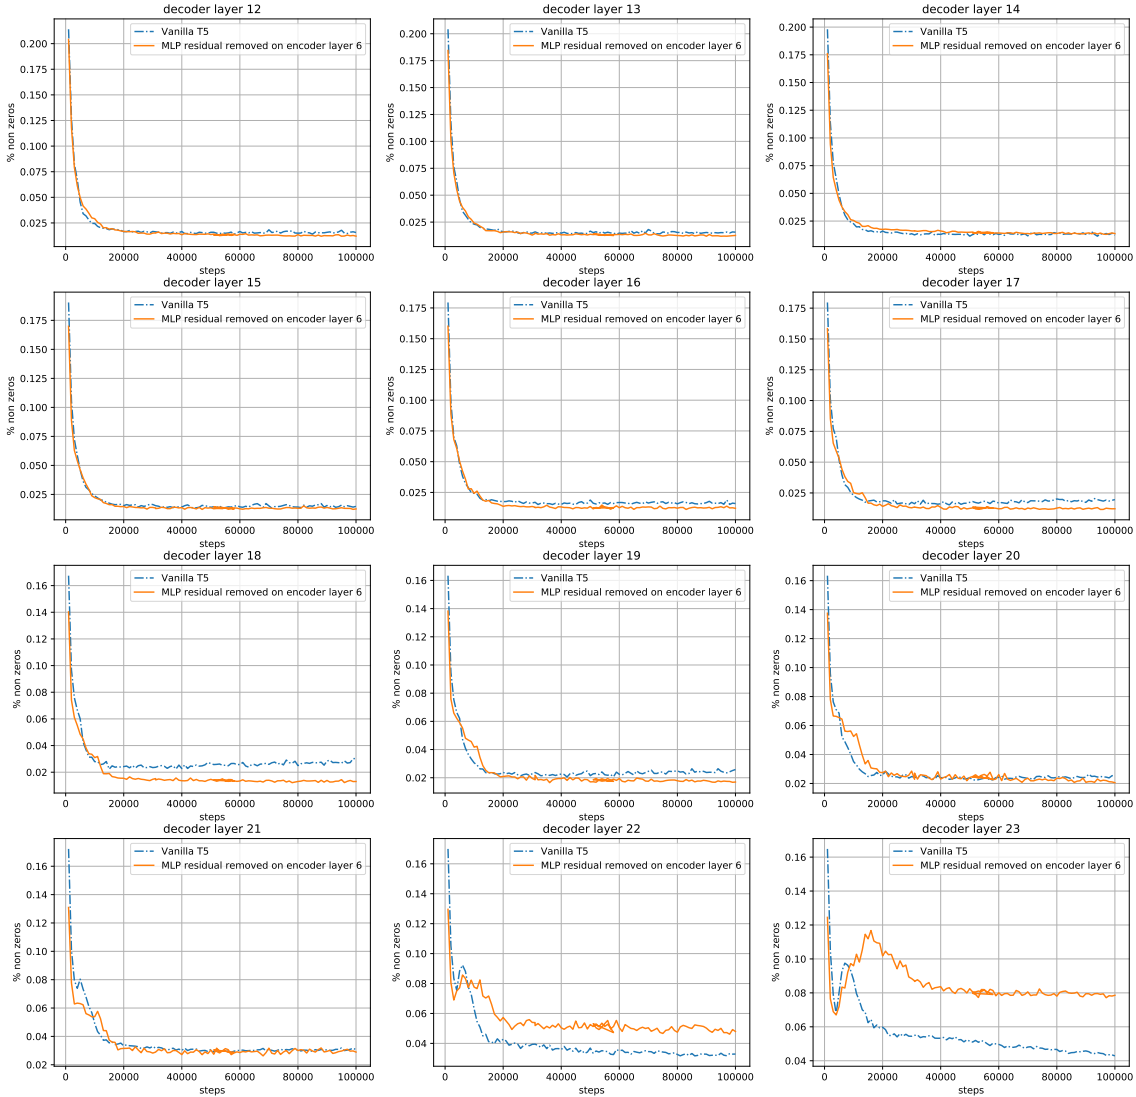 decoder layer 12
Vanilla T5
MLP residual removed on encoder layer 6
0.200
0.175
0.150
0.125
0.100
0.075
0.050
0.025
% non zeros
0 20000 40000 60000 80000 100000
steps
decoder layer 13
Vanilla T5
MLP residual removed on encoder layer 6
0.200
0.175
0.150
0.125
0.100
0.075
0.050
0.025
% non zeros
0 20000 40000 60000 80000 100000
steps
decoder layer 14
Vanilla T5
MLP residual removed on encoder layer 6
0.200
0.175
0.150
0.125
0.100
0.075
0.050
0.025
% non zeros
0 20000 40000 60000 80000 100000
steps
decoder layer 15
Vanilla T5
MLP residual removed on encoder layer 6
0.175
0.150
0.125
0.100
0.075
0.050
0.025
% non zeros
0 20000 40000 60000 80000 100000
steps
decoder layer 16
Vanilla T5
MLP residual removed on encoder layer 6
0.175
0.150
0.125
0.100
0.075
0.050
0.025
% non zeros
0 20000 40000 60000 80000 100000
steps
decoder layer 17
Vanilla T5
MLP residual removed on encoder layer 6
0.175
0.150
0.125
0.100
0.075
0.050
0.025
% non zeros
0 20000 40000 60000 80000 100000
steps
decoder layer 18
Vanilla T5
MLP residual removed on encoder layer 6
0.16
0.14
0.12
0.10
0.08
0.06
0.04
0.02
% non zeros
0 20000 40000 60000 80000 100000
steps
decoder layer 19
Vanilla T5
MLP residual removed on encoder layer 6
0.16
0.14
0.12
0.10
0.08
0.06
0.04
0.02
% non zeros
0 20000 40000 60000 80000 100000
steps
decoder layer 20
Vanilla T5
MLP residual removed on encoder layer 6
0.16
0.14
0.12
0.10
0.08
0.06
0.04
0.02
% non zeros
0 20000 40000 60000 80000 100000
steps
decoder layer 21
Vanilla T5
MLP residual removed on encoder layer 6
0.16
0.14
0.12
0.10
0.08
0.06
0.04
0.02
% non zeros
0 20000 40000 60000 80000 100000
steps
decoder layer 22
Vanilla T5
MLP residual removed on encoder layer 6
0.16
0.14
0.12
0.10
0.08
0.06
0.04
% non zeros
0 20000 40000 60000 80000 100000
steps
decoder layer 23
Vanilla T5
MLP residual removed on encoder layer 6
0.16
0.14
0.12
0.10
0.08
0.06
0.04
% non zeros
0 20000 40000 60000 80000 100000
steps